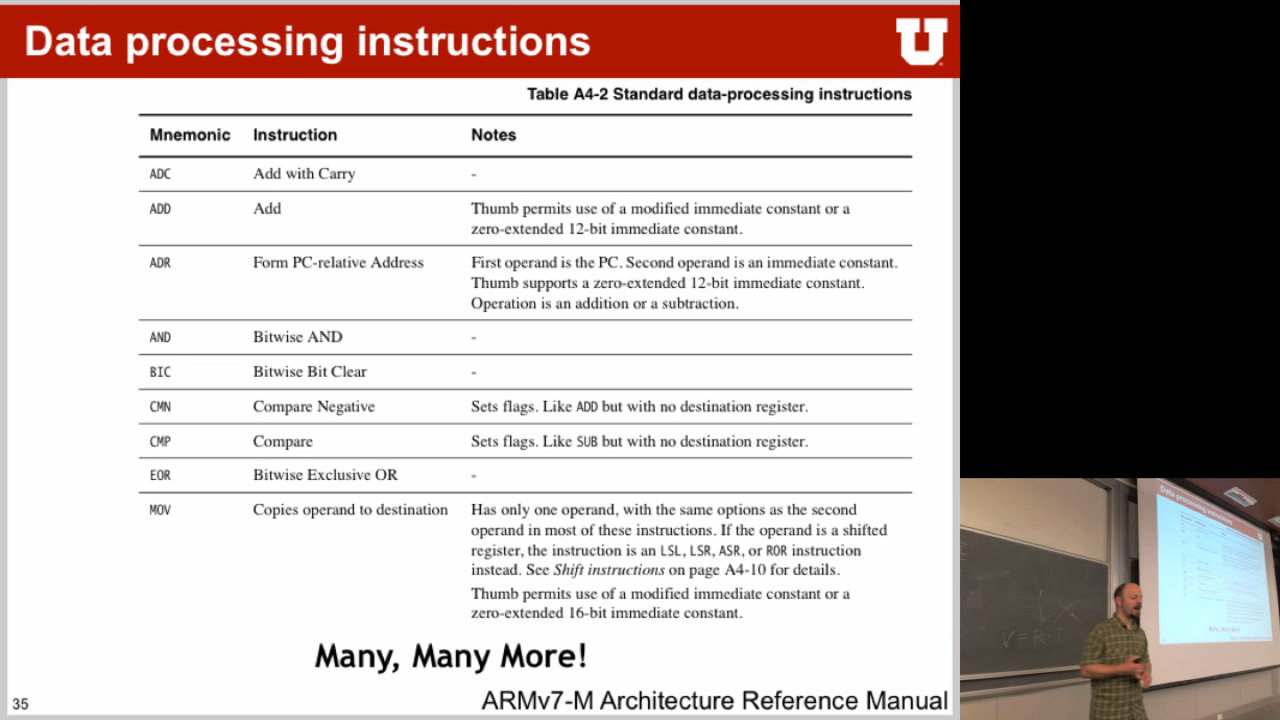 Data processing instructions
U
Table A4-2 Standard data-processing instructions
Mnemonic Instruction Notes
ADC Add with Carry -
ADD Add Thumb permits use of a modified immediate constant or a
zero-extended 12-bit immediate constant.
ADR Form PC-relative Address First operand is the PC. Second operand is an immediate constant.
Thumb supports a zero-extended 12-bit immediate constant.
Operation is an addition or a subtraction.
AND Bitwise AND -
BIC Bitwise Bit Clear -
CMN Compare Negative Sets flags. Like ADD but with no destination register.
CMP Compare Sets flags. Like SUB but with no destination register.
EOR Bitwise Exclusive OR -
MOV Copies operand to destination Has only one operand, with the same options as the second
operand in most of these instructions. If the operand is a shifted
register, the instruction is an LSL, LSR, ASR, or ROR instruction
instead. See Shift instructions on page A4-10 for details.
Thumb permits use of a modified immediate constant or a
zero-extended 16-bit immediate constant.
Many, Many More!
35
ARMv7-M Architecture Reference Manual
Data processing instructions
V=R·I